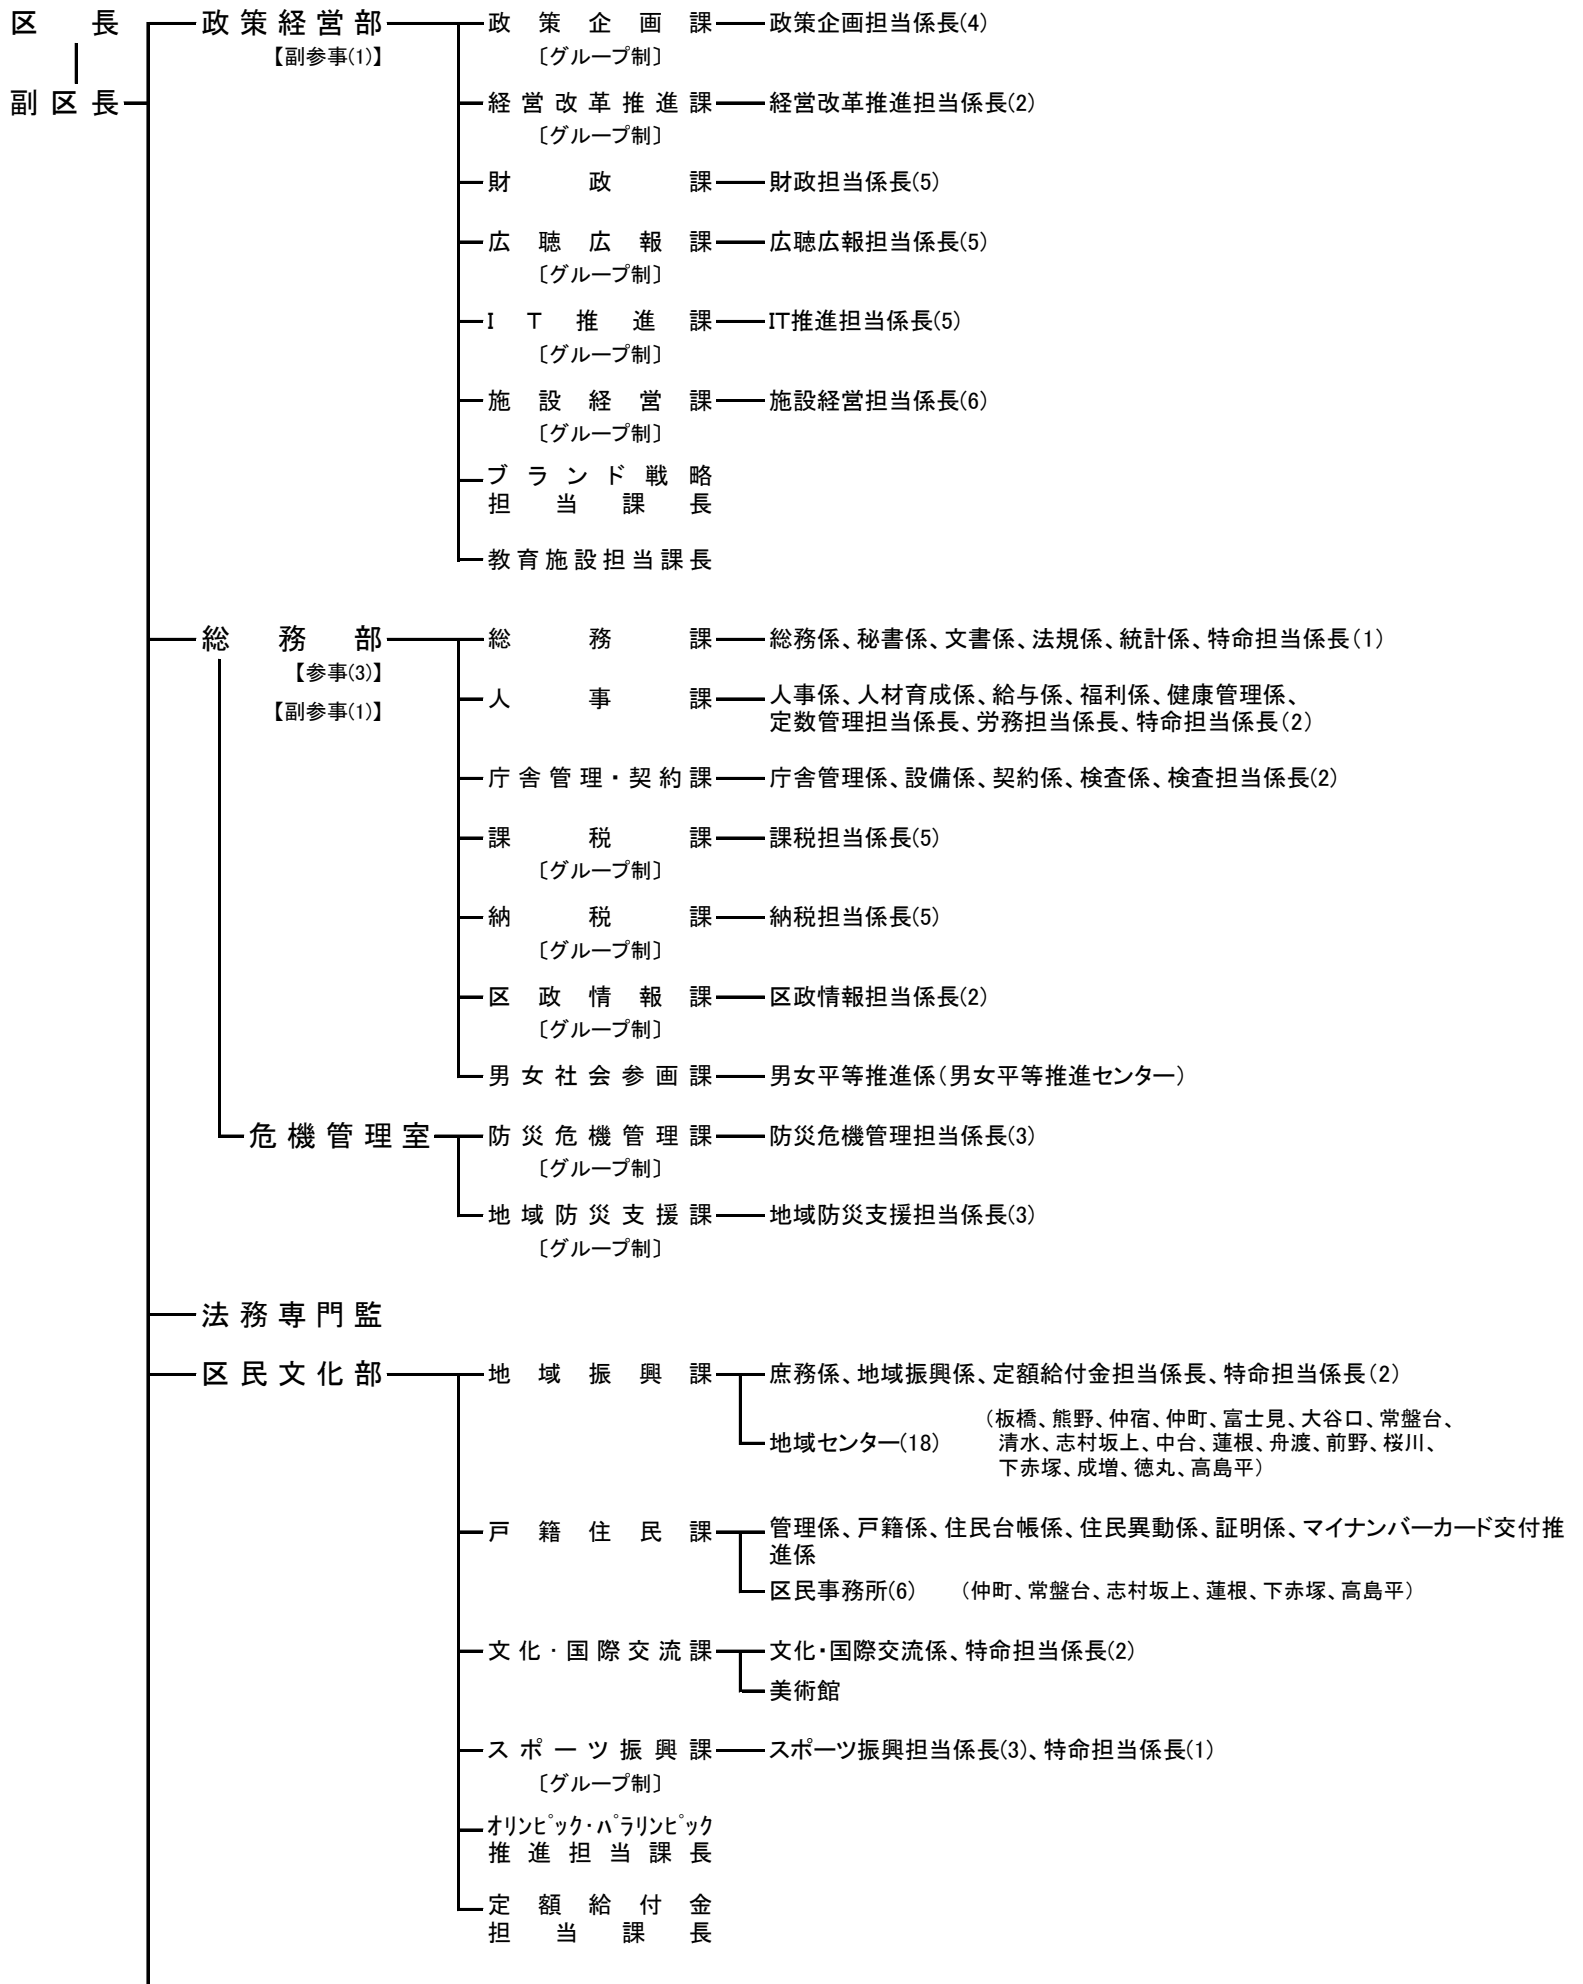 区長 政策経営部 政策企画課 政策企画担当係長(4)
【副参事(1)】 〔グループ制〕
副区長 経営改革推進課 経営改革推進担当係長(2)
〔グループ制〕
財政課 財政担当係長(5)
広聴広報課 広聴広報担当係長(5)
〔グループ制〕
IT推進課 IT推進担当係長(5)
〔グループ制〕
施設経営課 施設経営担当係長(6)
〔グループ制〕
ブランド戦略
担当課長
教育施設担当課長
総務部 総務課 総務係、秘書係、文書係、法規係、統計係、特命担当係長(1)
【参事(3)】
【副参事(1)】 人事課 人事係、人材育成係、給与係、福利係、健康管理係、
定数管理担当係長、労務担当係長、特命担当係長(2)
庁舎管理・契約課 庁舎管理係、設備係、契約係、検査係、検査担当係長(2)
課税課 課税担当係長(5)
〔グループ制〕
納税課 納税担当係長(5)
〔グループ制〕
区政情報課 区政情報担当係長(2)
〔グループ制〕
男女社会参画課 男女平等推進係(男女平等推進センター)
危機管理室 防災危機管理課 防災危機管理担当係長(3)
〔グループ制〕
地域防災支援課 地域防災支援担当係長(3)
〔グループ制〕
法務専門監
区民文化部 地域振興課 庶務係、地域振興係、定額給付金担当係長、特命担当係長(2)
地域センター(18) (板橋、熊野、仲宿、仲町、富士見、大谷口、常盤台、
清水、志村坂上、中台、蓮根、舟渡、前野、桜川、
下赤塚、成増、徳丸、高島平)
戸籍住民課 管理係、戸籍係、住民台帳係、住民異動係、証明係、マイナンバーカード交付推
進係
区民事務所(6) (仲町、常盤台、志村坂上、蓮根、下赤塚、高島平)
文化・国際交流課 文化・国際交流係、特命担当係長(2)
美術館
スポーツ振興課 スポーツ振興担当係長(3)、特命担当係長(1)
〔グループ制〕
オリンピック・パラリンピック
推進担当課長
定額給付金
担当課長